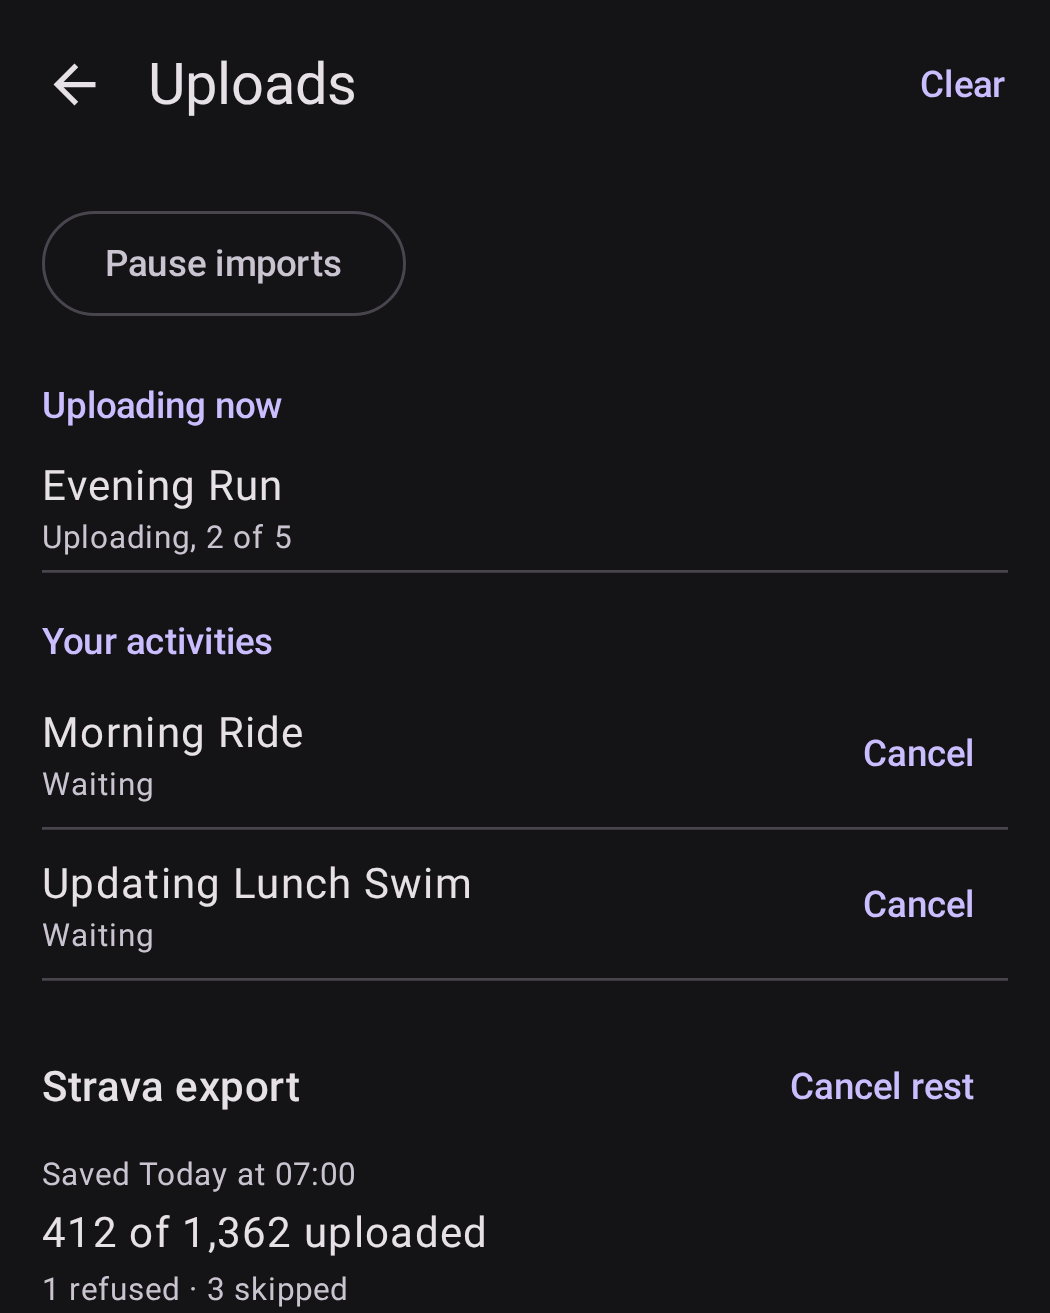 Uploads
Clear
Pause imports
Uploading now
Evening Run
Uploading, 2 of 5
Your activities
Morning Ride
Waiting
Cancel
Updating Lunch Swim
Waiting
Cancel
Strava export
Cancel rest
Saved Today at 07:00
412 of 1,362 uploaded
1 refused · 3 skipped